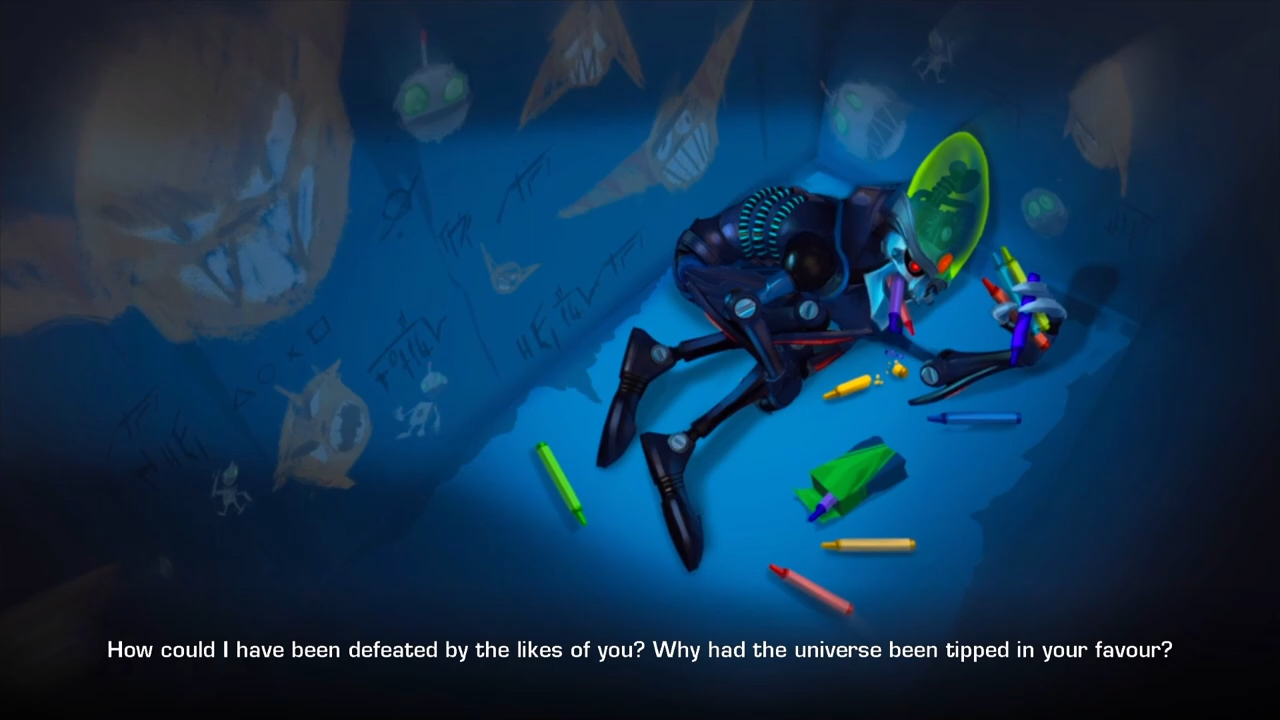 How could I have been defeated by the likes of you? Why had the universe been tipped in your favour?